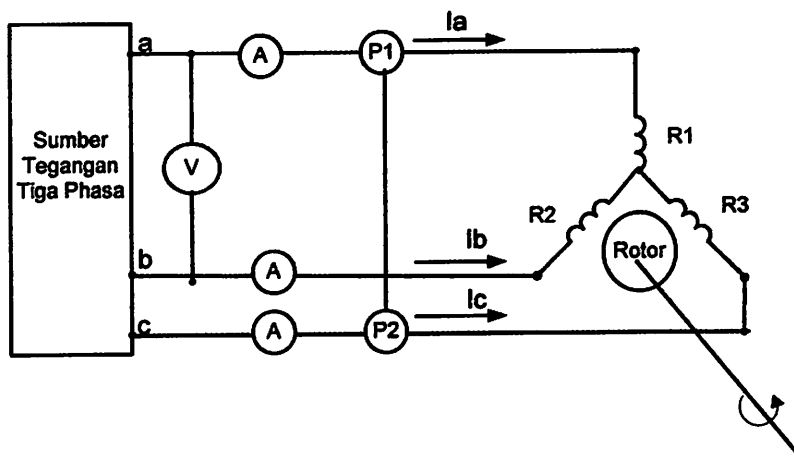 Sumber
Tegangan
Tiga Phasa
a
A
P1
Ia
V
R1
R2
R3
Rotor
b
A
Ib
c
A
P2
Ic